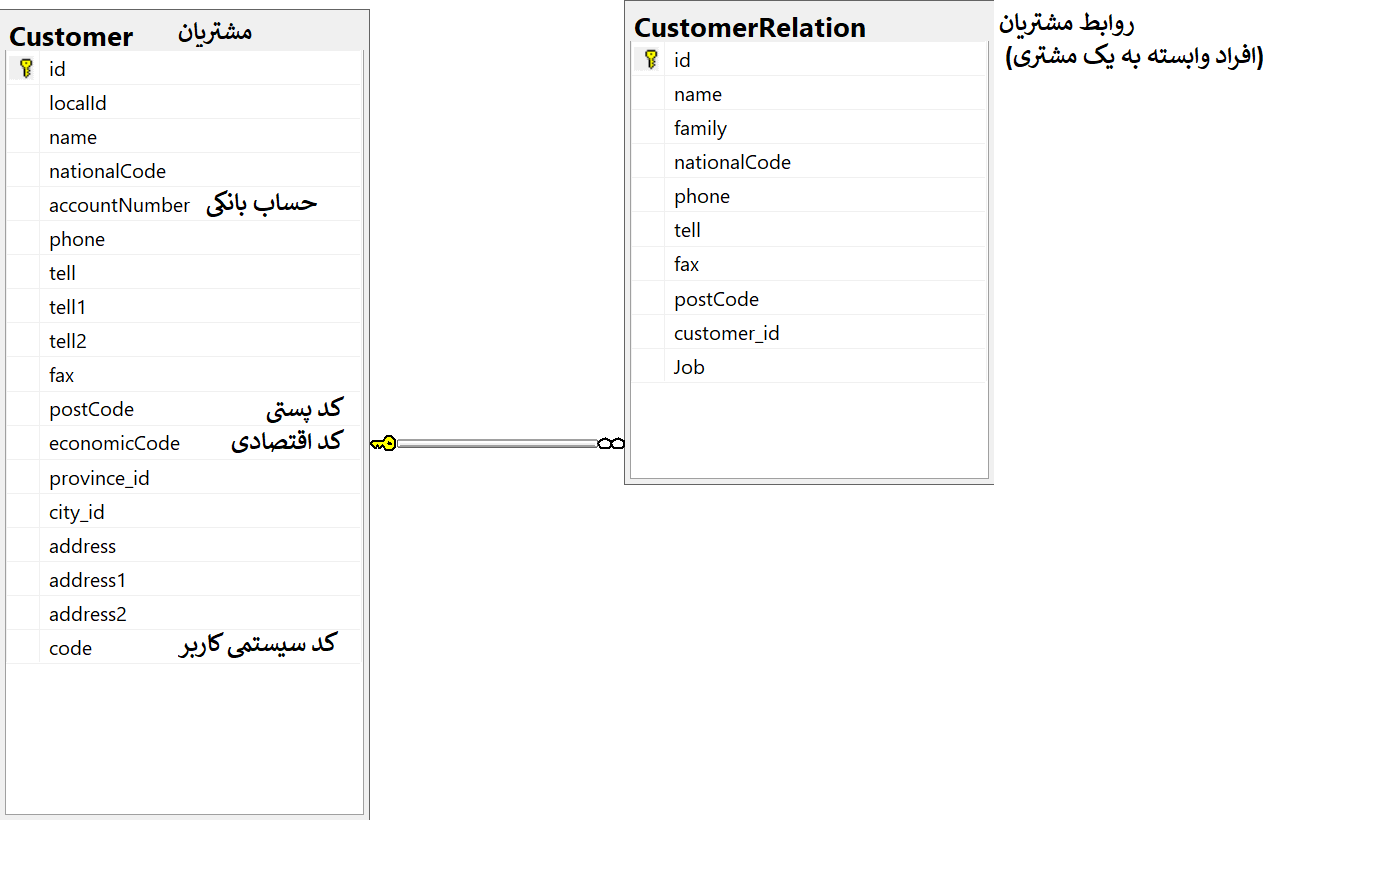 Customer مشتریان
id
localId
name
nationalCode
accountNumber حساب بانکی
phone
tell
tell1
tell2
fax
postCode کد پستی
economicCode کد اقتصادی
province_id
city_id
address
address1
address2
code کد سیستمی کاربر
CustomerRelation
id
name
family
nationalCode
phone
tell
fax
postCode
customer_id
Job
روابط مشتریان
(افراد وابسته به یک مشتری)